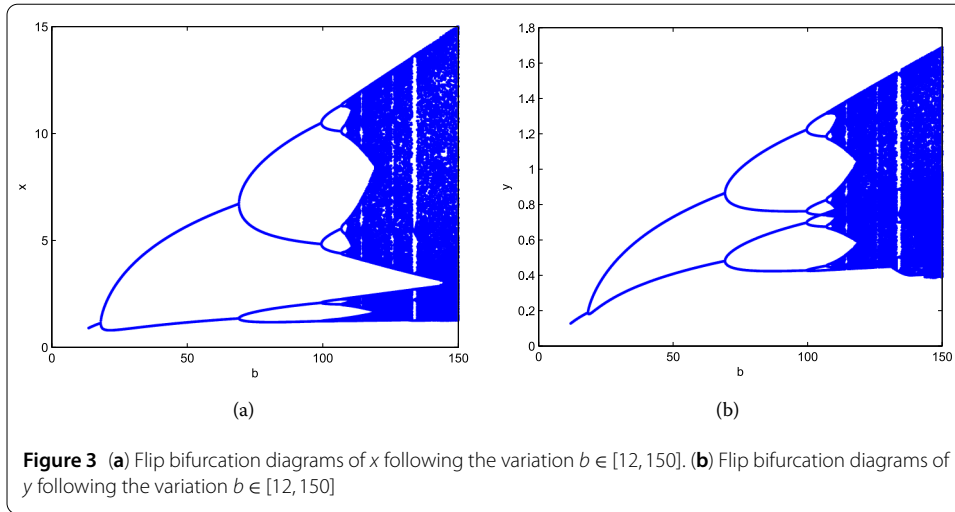 15
10
5
0
x
0
50
100
150
b
(a)
1.8
1.6
1.4
1.2
1
0.8
0.6
0.4
0.2
0
y
0
50
100
150
b
(b)
Figure 3 (a) Flip bifurcation diagrams of x following the variation b ∈ [12, 150]. (b) Flip bifurcation diagrams of
y following the variation b ∈ [12, 150]